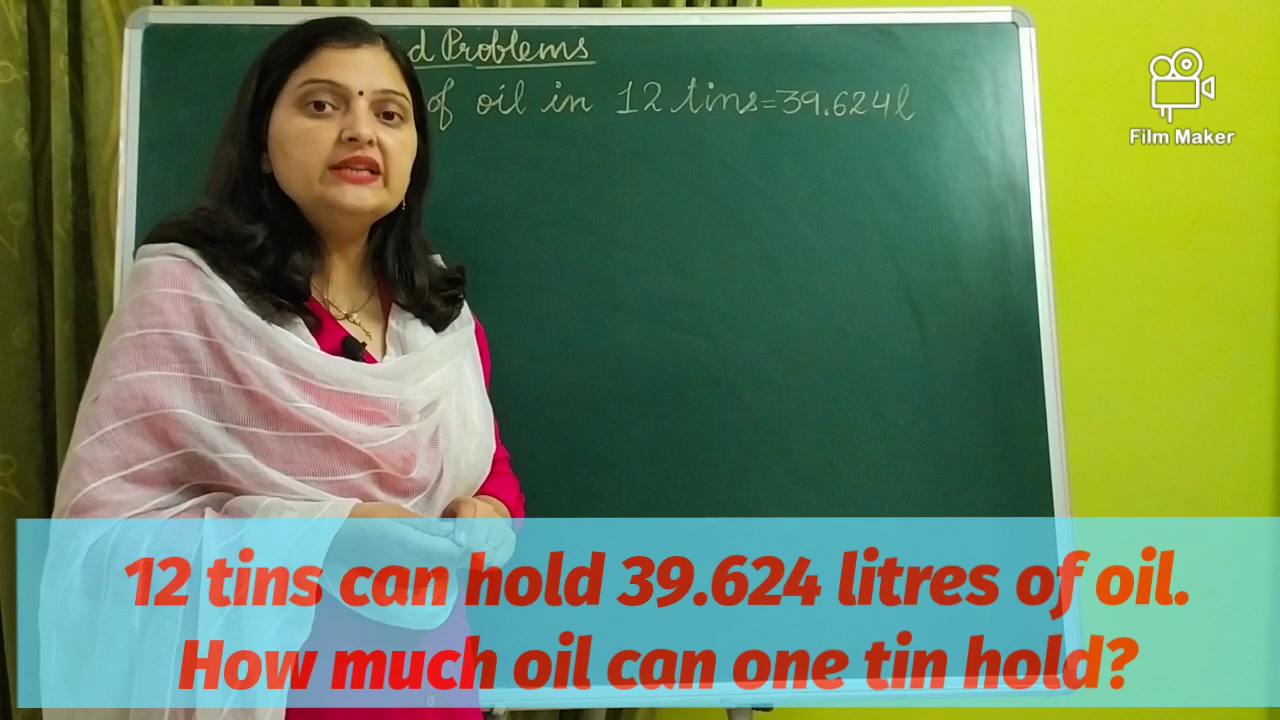 d Problems
of oil in 12 tins=39.624l
Film Maker
12 tins can hold 39.624 litres of oil.
How much oil can one tin hold?